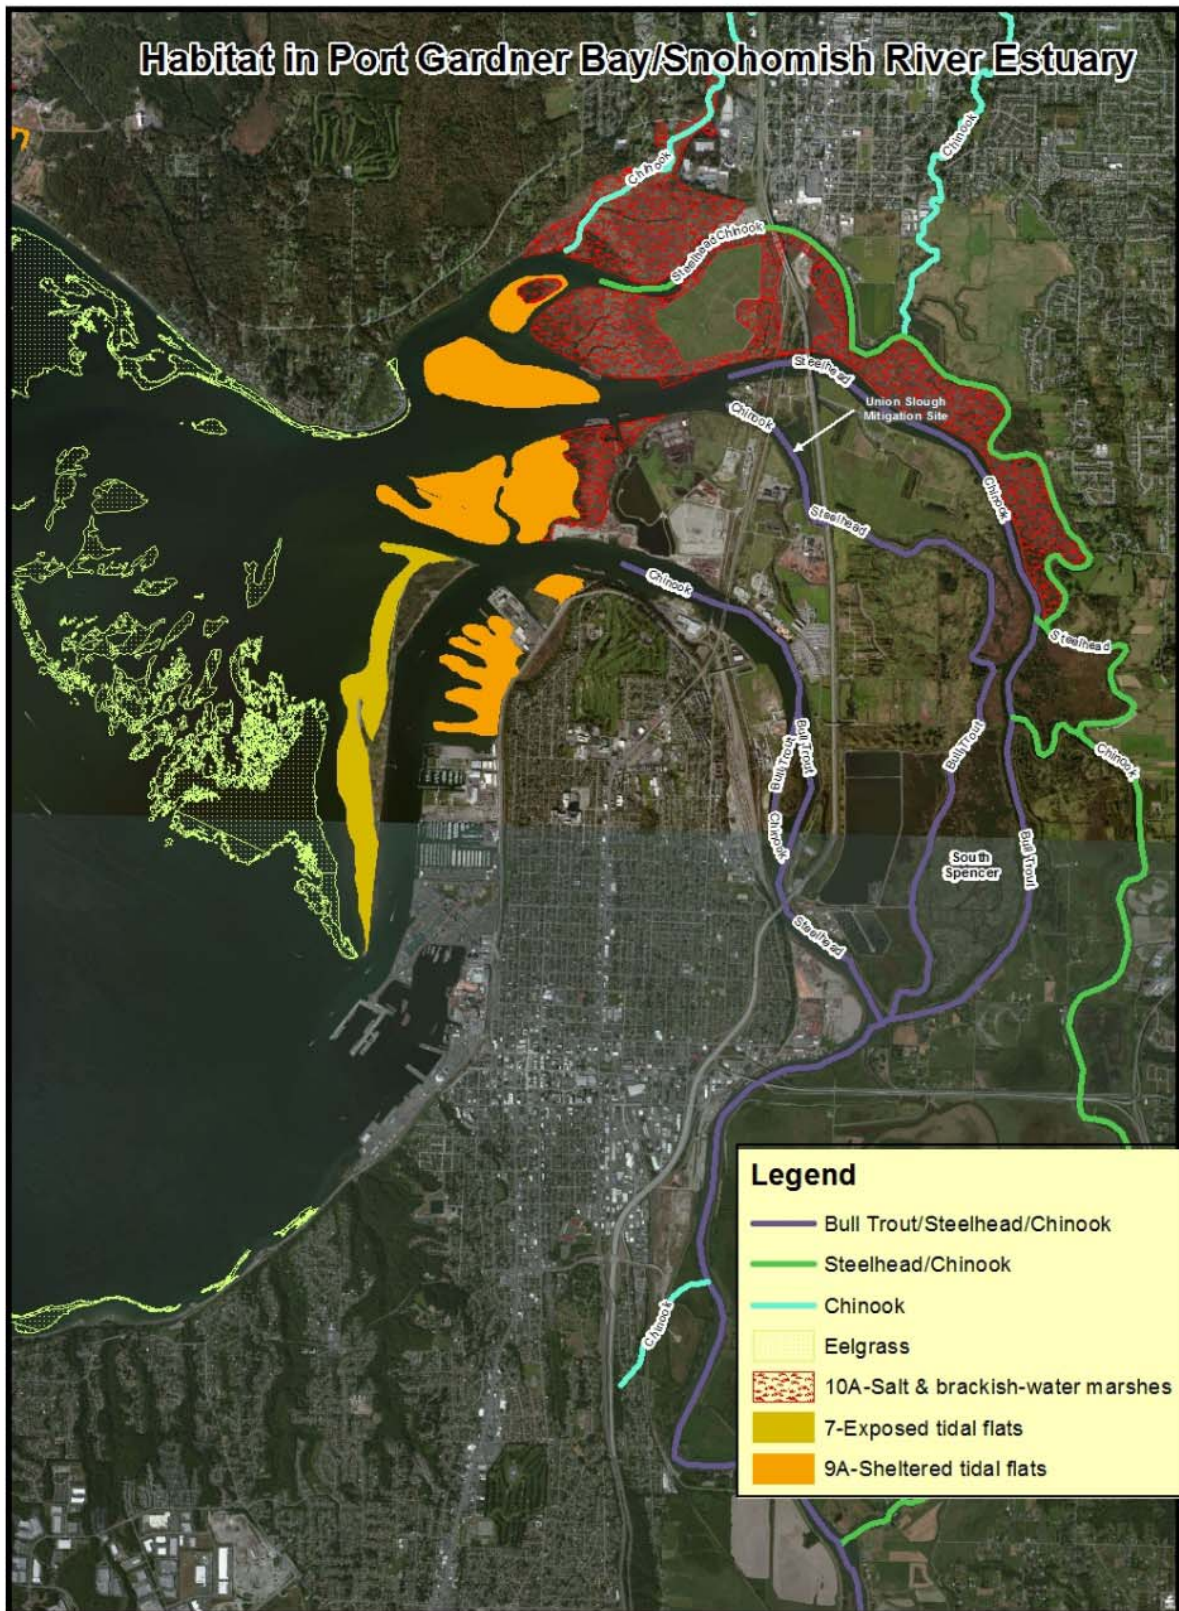 Habitat in Port Gardner Bay/Snohomish River Estuary
Chinook
Chinook
Steelhead
Chinook
Steelhead
Chinook
Union Slough
Mitigation Site
Chinook
Steelhead
Chinook
Steelhead
Bull Trout
Bull Trout
Bull Trout
Chinook
Chinook
South
Spencer
Bull Trout
Steelhead
Chinook
Legend
Bull Trout/Steelhead/Chinook
Steelhead/Chinook
Chinook
Eelgrass
10A-Salt & brackish-water marshes
7-Exposed tidal flats
9A-Sheltered tidal flats